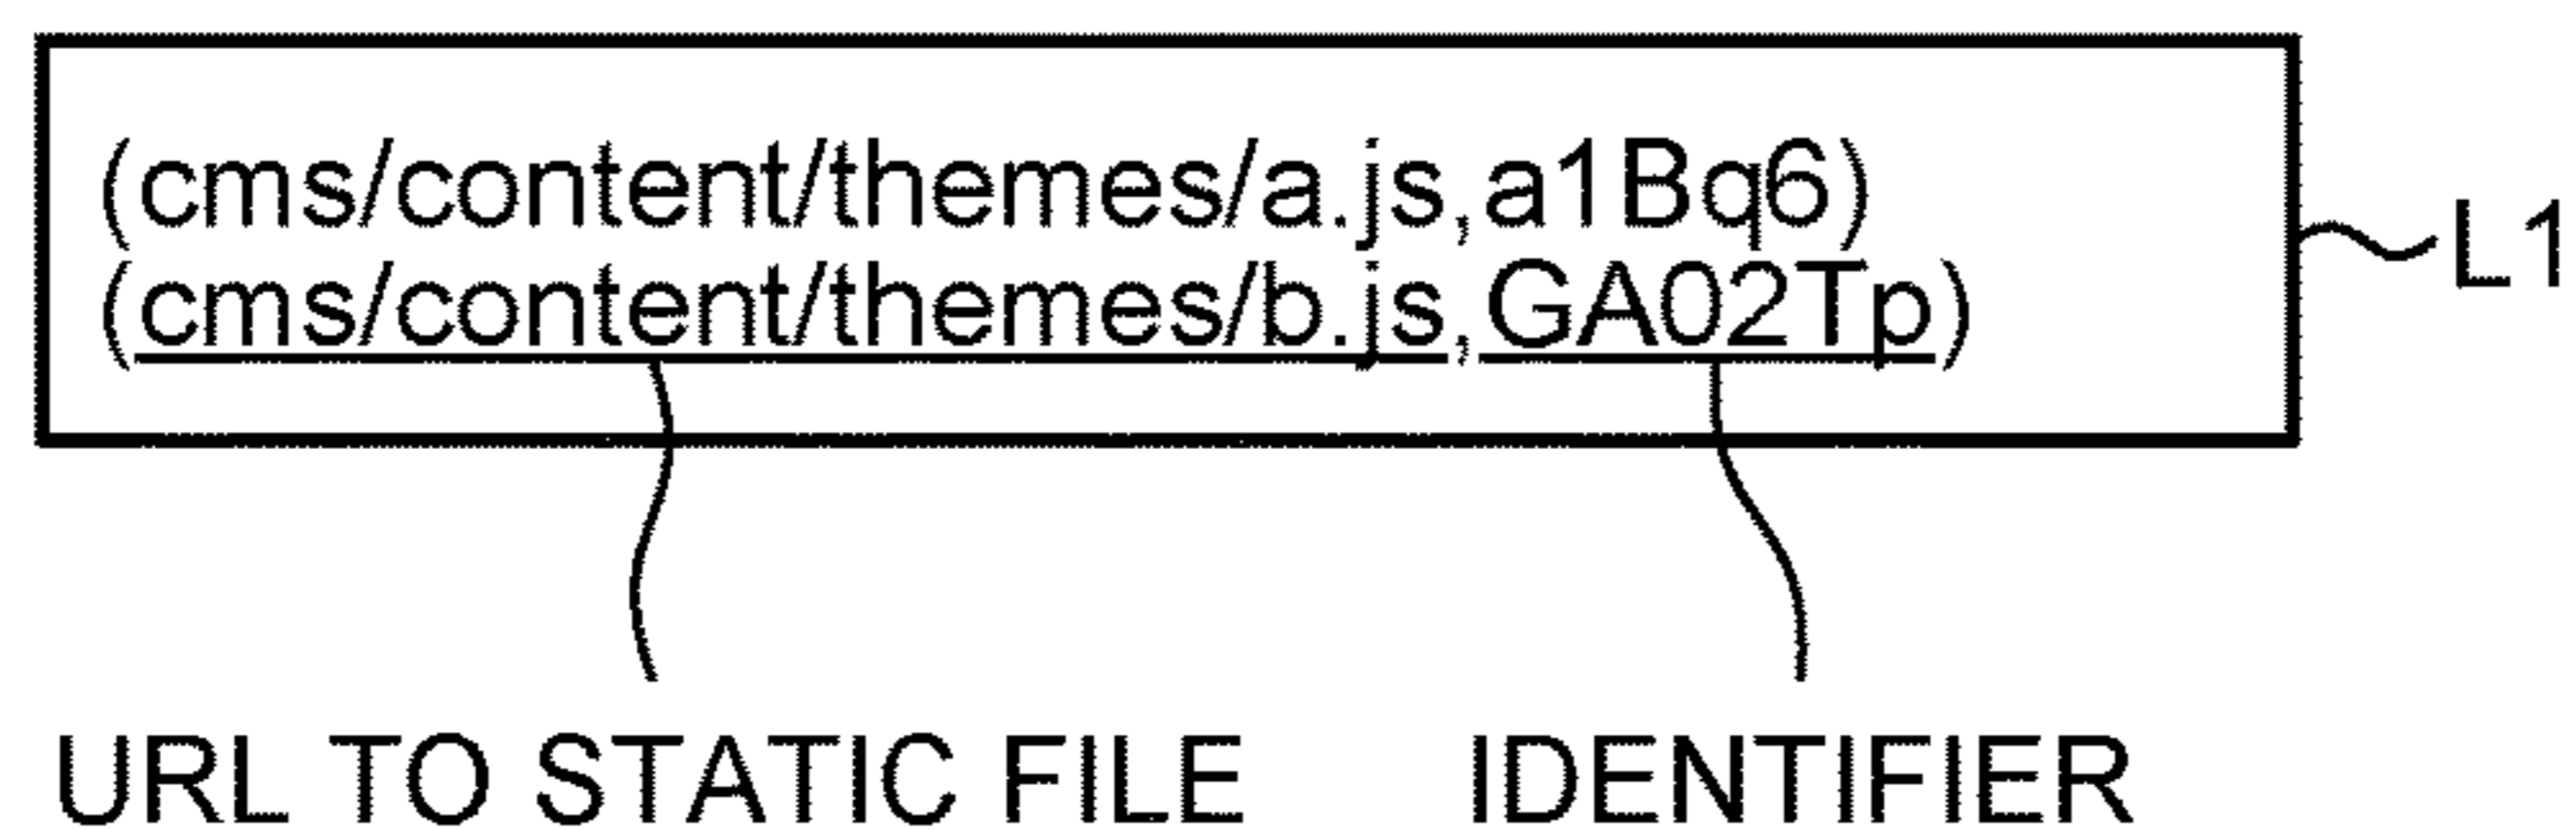 (cms/content/themes/a.js,a1Bq6)
(cms/content/themes/b.js,GA02Tp)
L1
URL TO STATIC FILE
IDENTIFIER